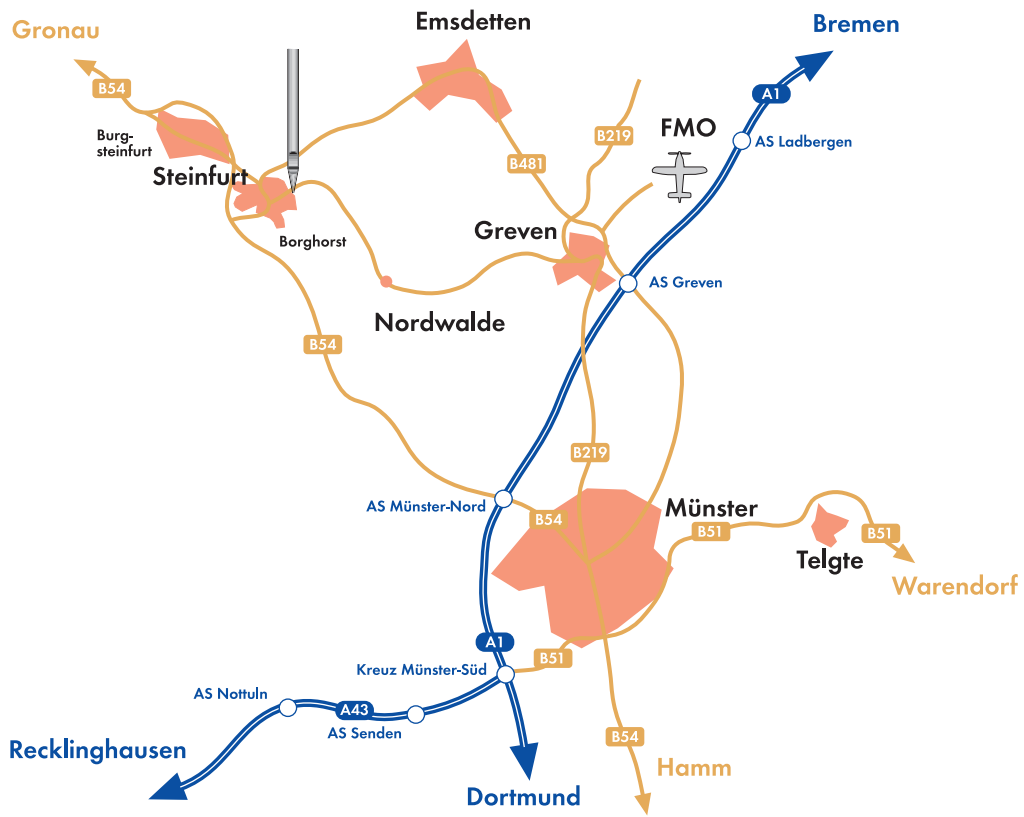 Gronau
Emsdetten
Bremen
B54
A1
B219
FMO
AS Ladbergen
Burg-
steinfurt
B481
Steinfurt
Greven
Borghorst
AS Greven
Nordwalde
B54
B219
AS Münster-Nord
B54
Münster
B51
B51
Telgte
Warendorf
A1
Kreuz Münster-Süd
B51
AS Nottuln
A43
AS Senden
B54
Recklinghausen
Hamm
Dortmund